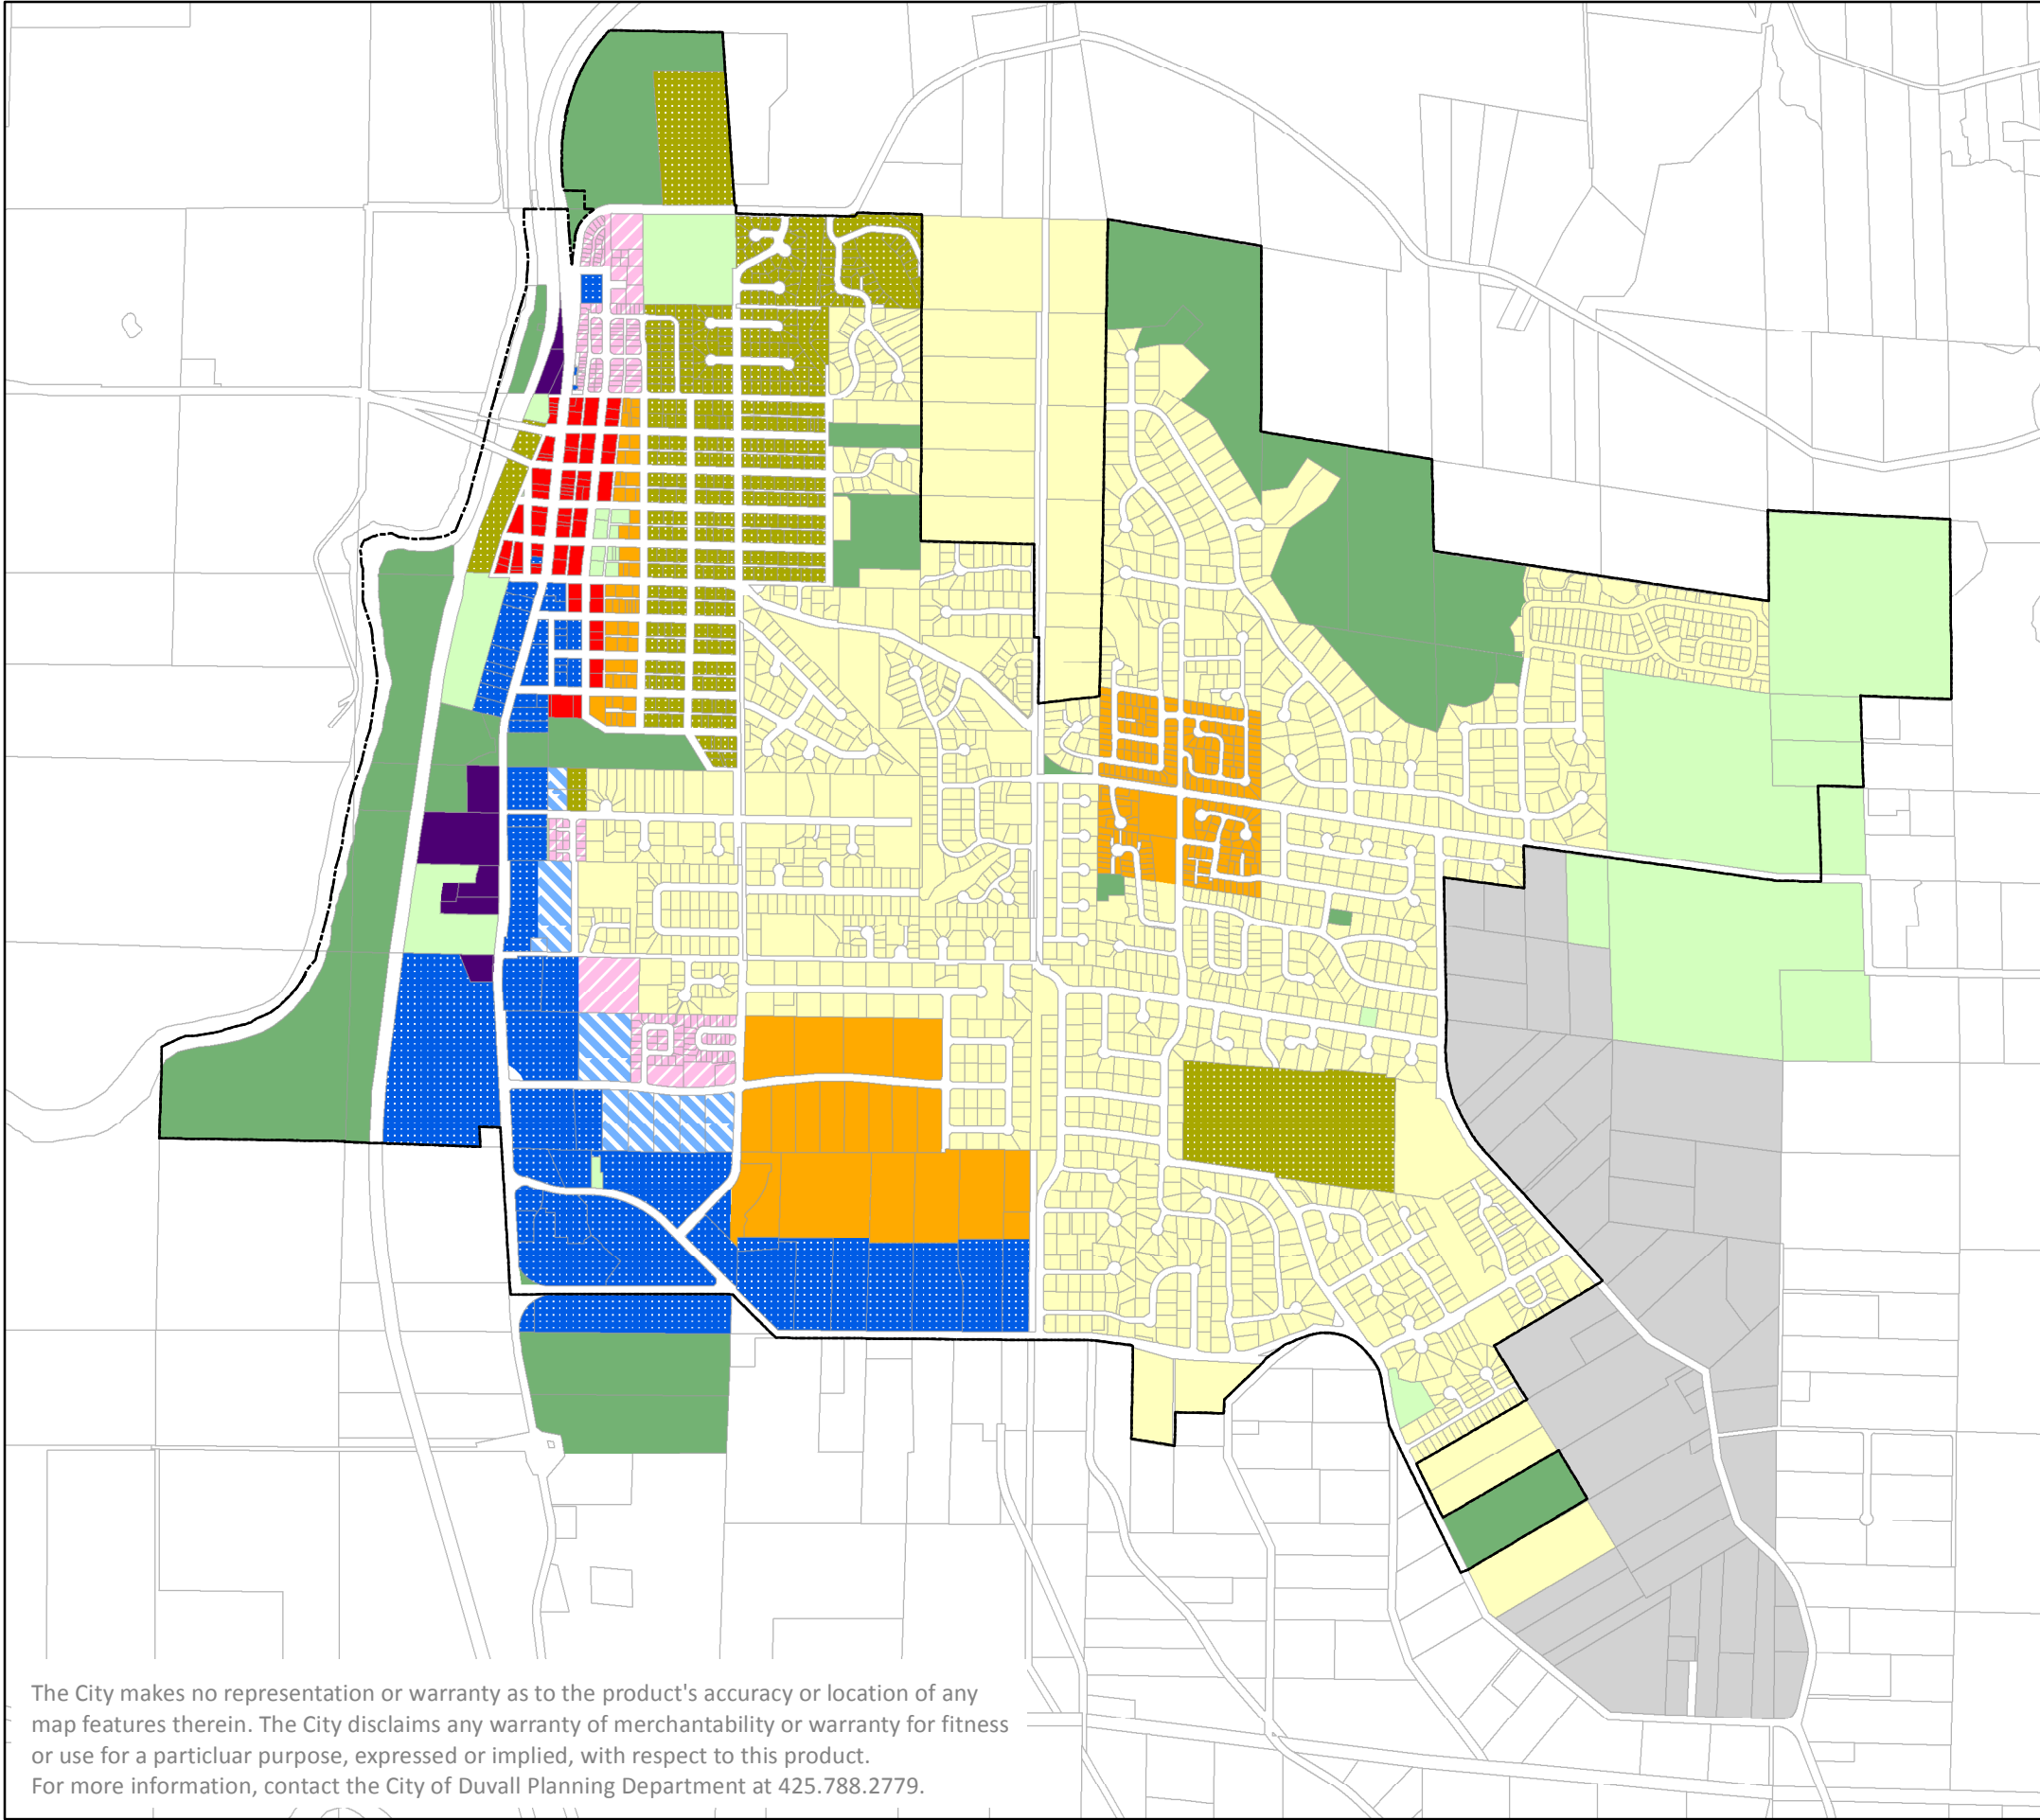 The City makes no representation or warranty as to the product's accuracy or location of any
map features therein. The City disclaims any warranty of merchantability or warranty for fitness
or use for a particluar purpose, expressed or implied, with respect to this product.
For more information, contact the City of Duvall Planning Department at 425.788.2779.